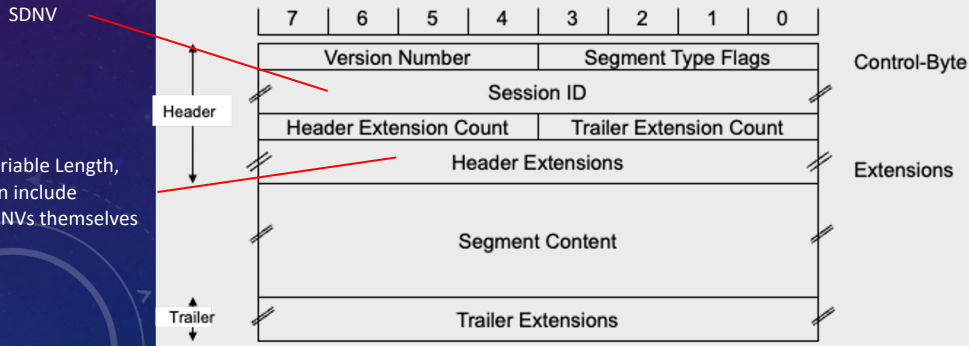 SDNV
7 6 5 4 3 2 1 0
Version Number Segment Type Flags Control-Byte
Session ID
Header
Header Extension Count Trailer Extension Count
Header Extensions Extensions
riable Length,
n include
NVs themselves
Segment Content
Trailer
Trailer Extensions